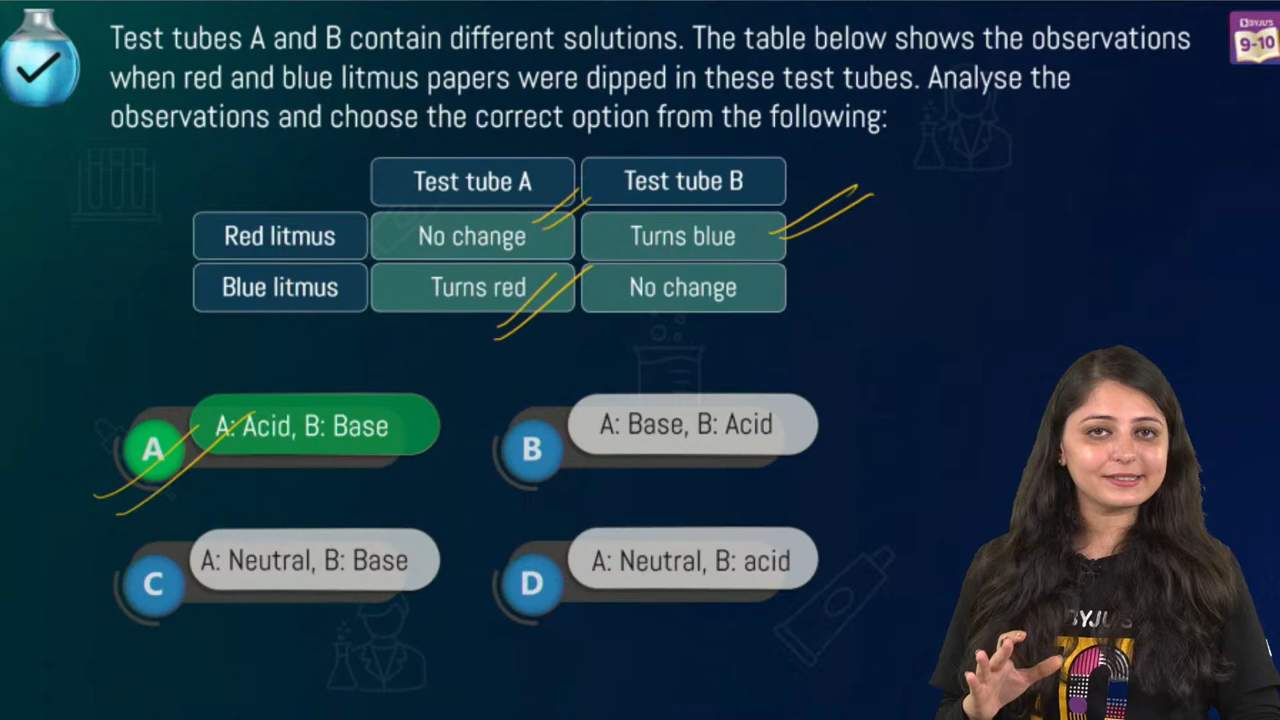 Test tubes A and B contain different solutions. The table below shows the observations
when red and blue litmus papers were dipped in these test tubes. Analyse the
observations and choose the correct option from the following:
BYJU'S
9-10
Test tube A Test tube B
Red litmus No change Turns blue
Blue litmus Turns red No change
A A: Acid, B: Base
B A: Base, B: Acid
C A: Neutral, B: Base
D A: Neutral, B: acid
BYJU'S